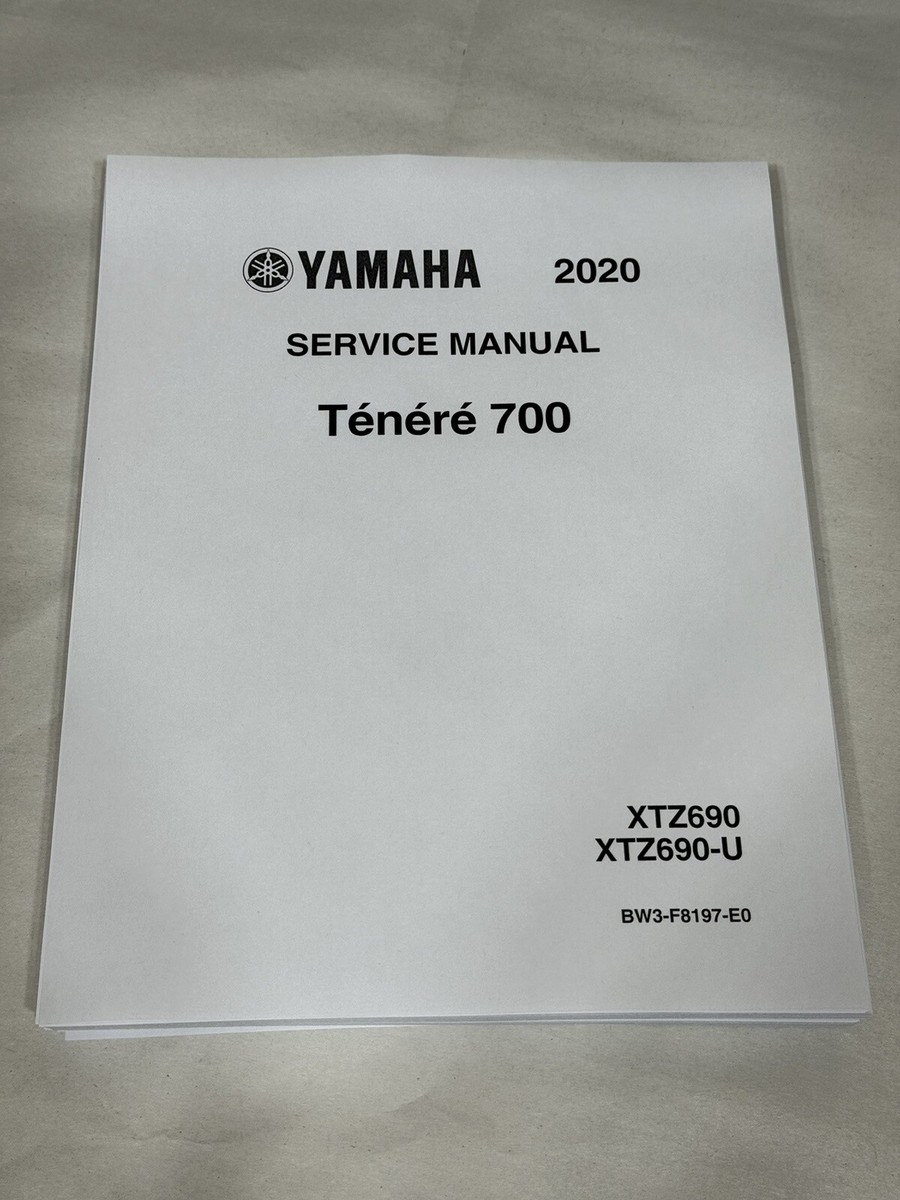 YAMAHA 2020
SERVICE MANUAL
Ténéré 700
XTZ690
XTZ690-U
BW3-F8197-E0